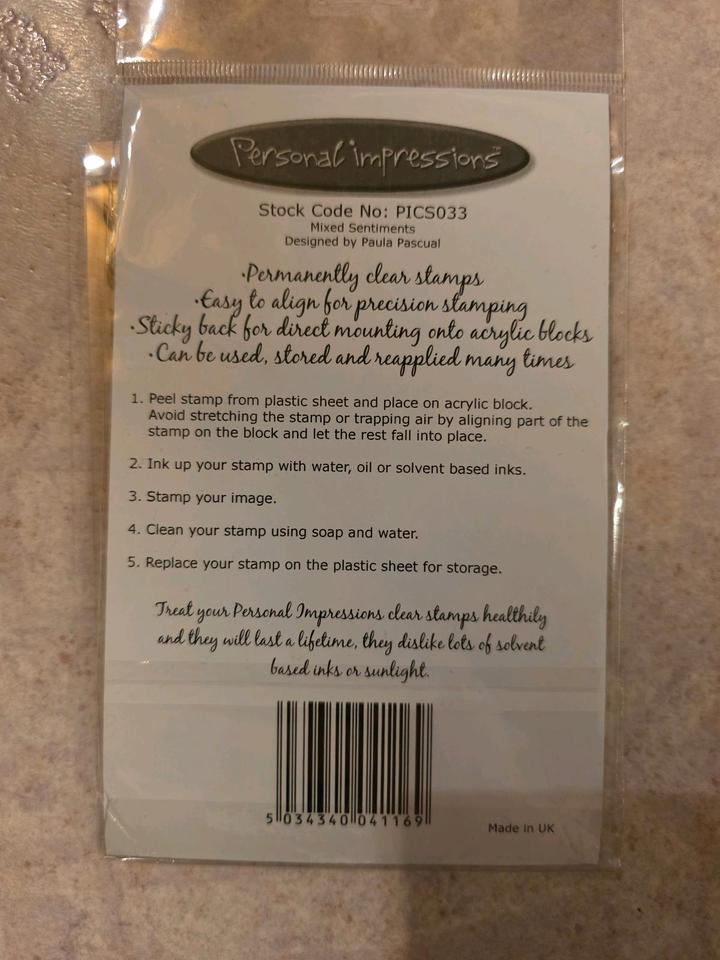 Personal impressions™
Stock Code No: PICS033
Mixed Sentiments
Designed by Paula Pascual
·Permanently clear stamps
·Easy to align for precision stamping
·Sticky back for direct mounting onto acrylic blocks
·Can be used, stored and reapplied many times
1. Peel stamp from plastic sheet and place on acrylic block.
Avoid stretching the stamp or trapping air by aligning part of the
stamp on the block and let the rest fall into place.
2. Ink up your stamp with water, oil or solvent based inks.
3. Stamp your image.
4. Clean your stamp using soap and water.
5. Replace your stamp on the plastic sheet for storage.
Treat your Personal Impressions clear stamps healthily
and they will last a lifetime, they dislike lots of solvent
based inks or sunlight.
5 034340 041169
Made in UK